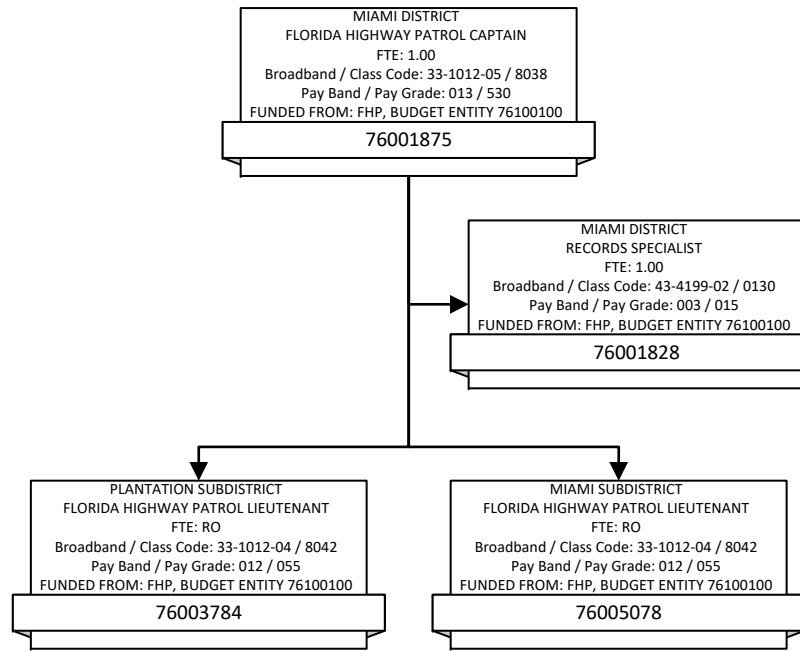 MIAMI DISTRICT
FLORIDA HIGHWAY PATROL CAPTAIN
FTE: 1.00
Broadband / Class Code: 33-1012-05 / 8038
Pay Band / Pay Grade: 013 / 530
FUNDED FROM: FHP, BUDGET ENTITY 76100100
76001875
MIAMI DISTRICT
RECORDS SPECIALIST
FTE: 1.00
Broadband / Class Code: 43-4199-02 / 0130
Pay Band / Pay Grade: 003 / 015
FUNDED FROM: FHP, BUDGET ENTITY 76100100
76001828
PLANTATION SUBDISTRICT
FLORIDA HIGHWAY PATROL LIEUTENANT
FTE: RO
Broadband / Class Code: 33-1012-04 / 8042
Pay Band / Pay Grade: 012 / 055
FUNDED FROM: FHP, BUDGET ENTITY 76100100
76003784
MIAMI SUBDISTRICT
FLORIDA HIGHWAY PATROL LIEUTENANT
FTE: RO
Broadband / Class Code: 33-1012-04 / 8042
Pay Band / Pay Grade: 012 / 055
FUNDED FROM: FHP, BUDGET ENTITY 76100100
76005078